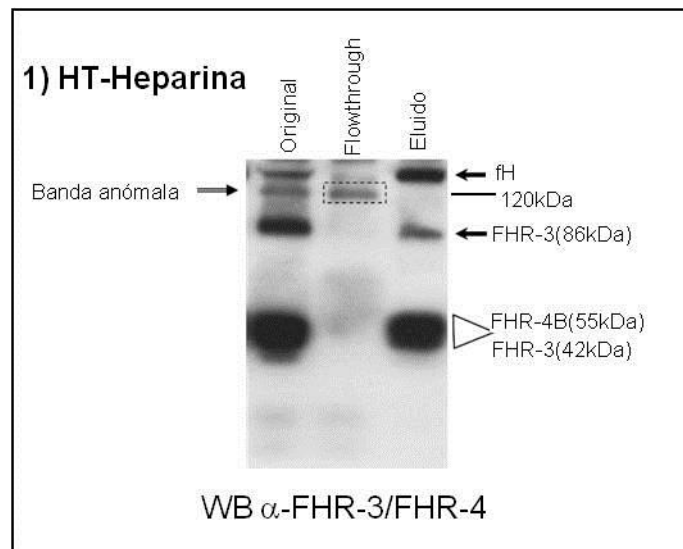 1) HT-Heparina
Original
Flowthrough
Eluido
Banda anómala
fH
120kDa
FHR-3(86kDa)
FHR-4B(55kDa)
FHR-3(42kDa)
WB α-FHR-3/FHR-4